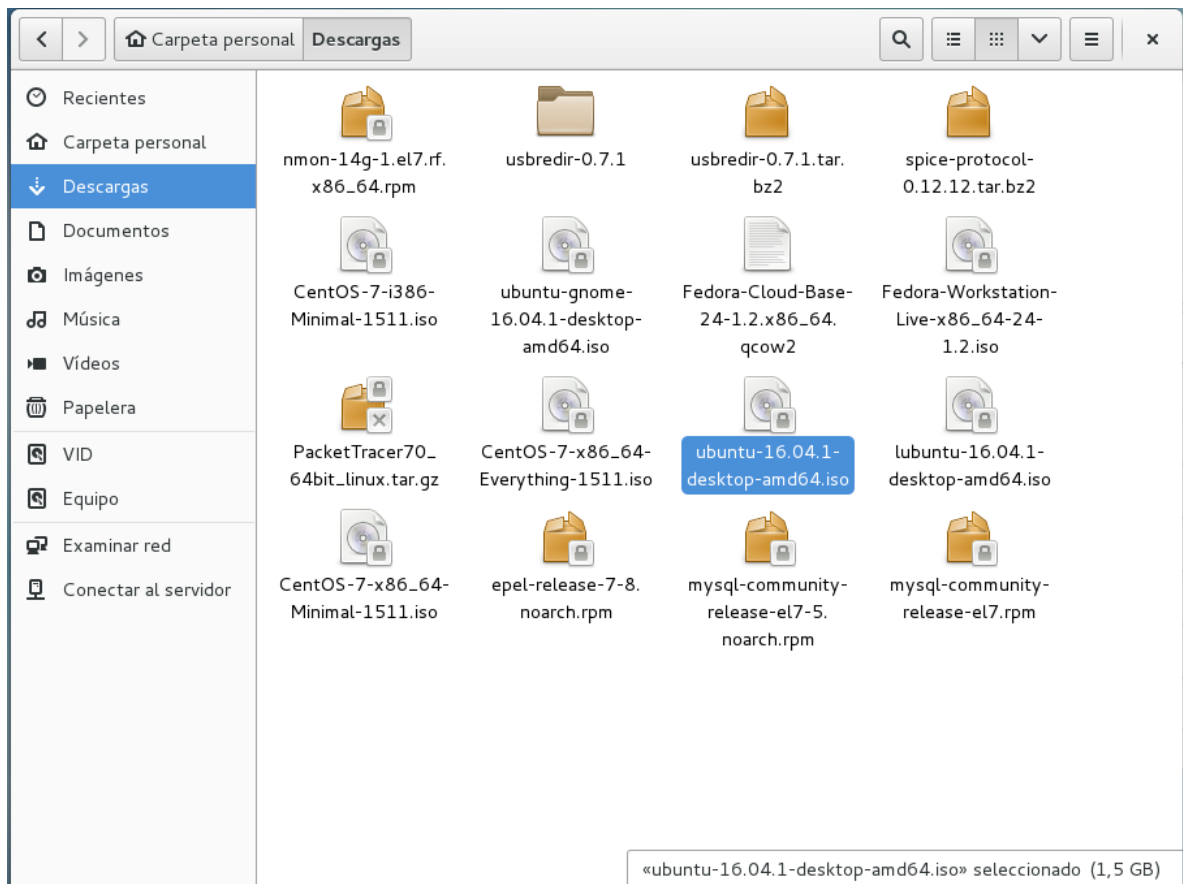 Carpeta personal
Descargas
Recientes
Carpeta personal
Descargas
Documentos
Imágenes
Música
Vídeos
Papelera
VID
Equipo
Examinar red
Conectar al servidor
nmon-14g-1.el7.rf.
x86_64.rpm
usbredir-0.7.1
usbredir-0.7.1.tar.
bz2
spice-protocol-
0.12.12.tar.bz2
CentOS-7-i386-
Minimal-1511.iso
ubuntu-gnome-
16.04.1-desktop-
amd64.iso
Fedora-Cloud-Base-
24-1.2.x86_64.
qcow2
Fedora-Workstation-
Live-x86_64-24-
1.2.iso
PacketTracer70_
64bit_linux.tar.gz
CentOS-7-x86_64-
Everything-1511.iso
ubuntu-16.04.1-
desktop-amd64.iso
lubuntu-16.04.1-
desktop-amd64.iso
CentOS-7-x86_64-
Minimal-1511.iso
epel-release-7-8.
noarch.rpm
mysql-community-
release-el7-5.
noarch.rpm
mysql-community-
release-el7.rpm
«ubuntu-16.04.1-desktop-amd64.iso» seleccionado (1,5 GB)